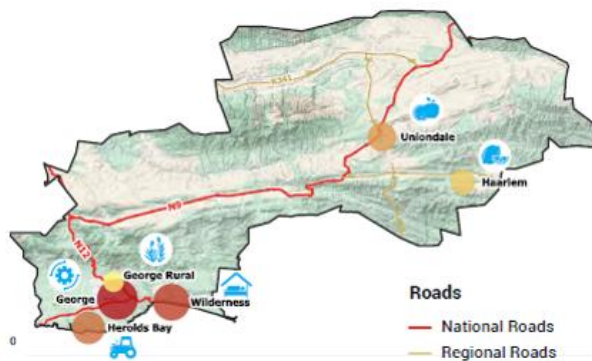 R341
Uniondale
Haarlem
N9
N12
George Rural
George
Wilderness
Herolds Bay
0
Roads
National Roads
Regional Roads